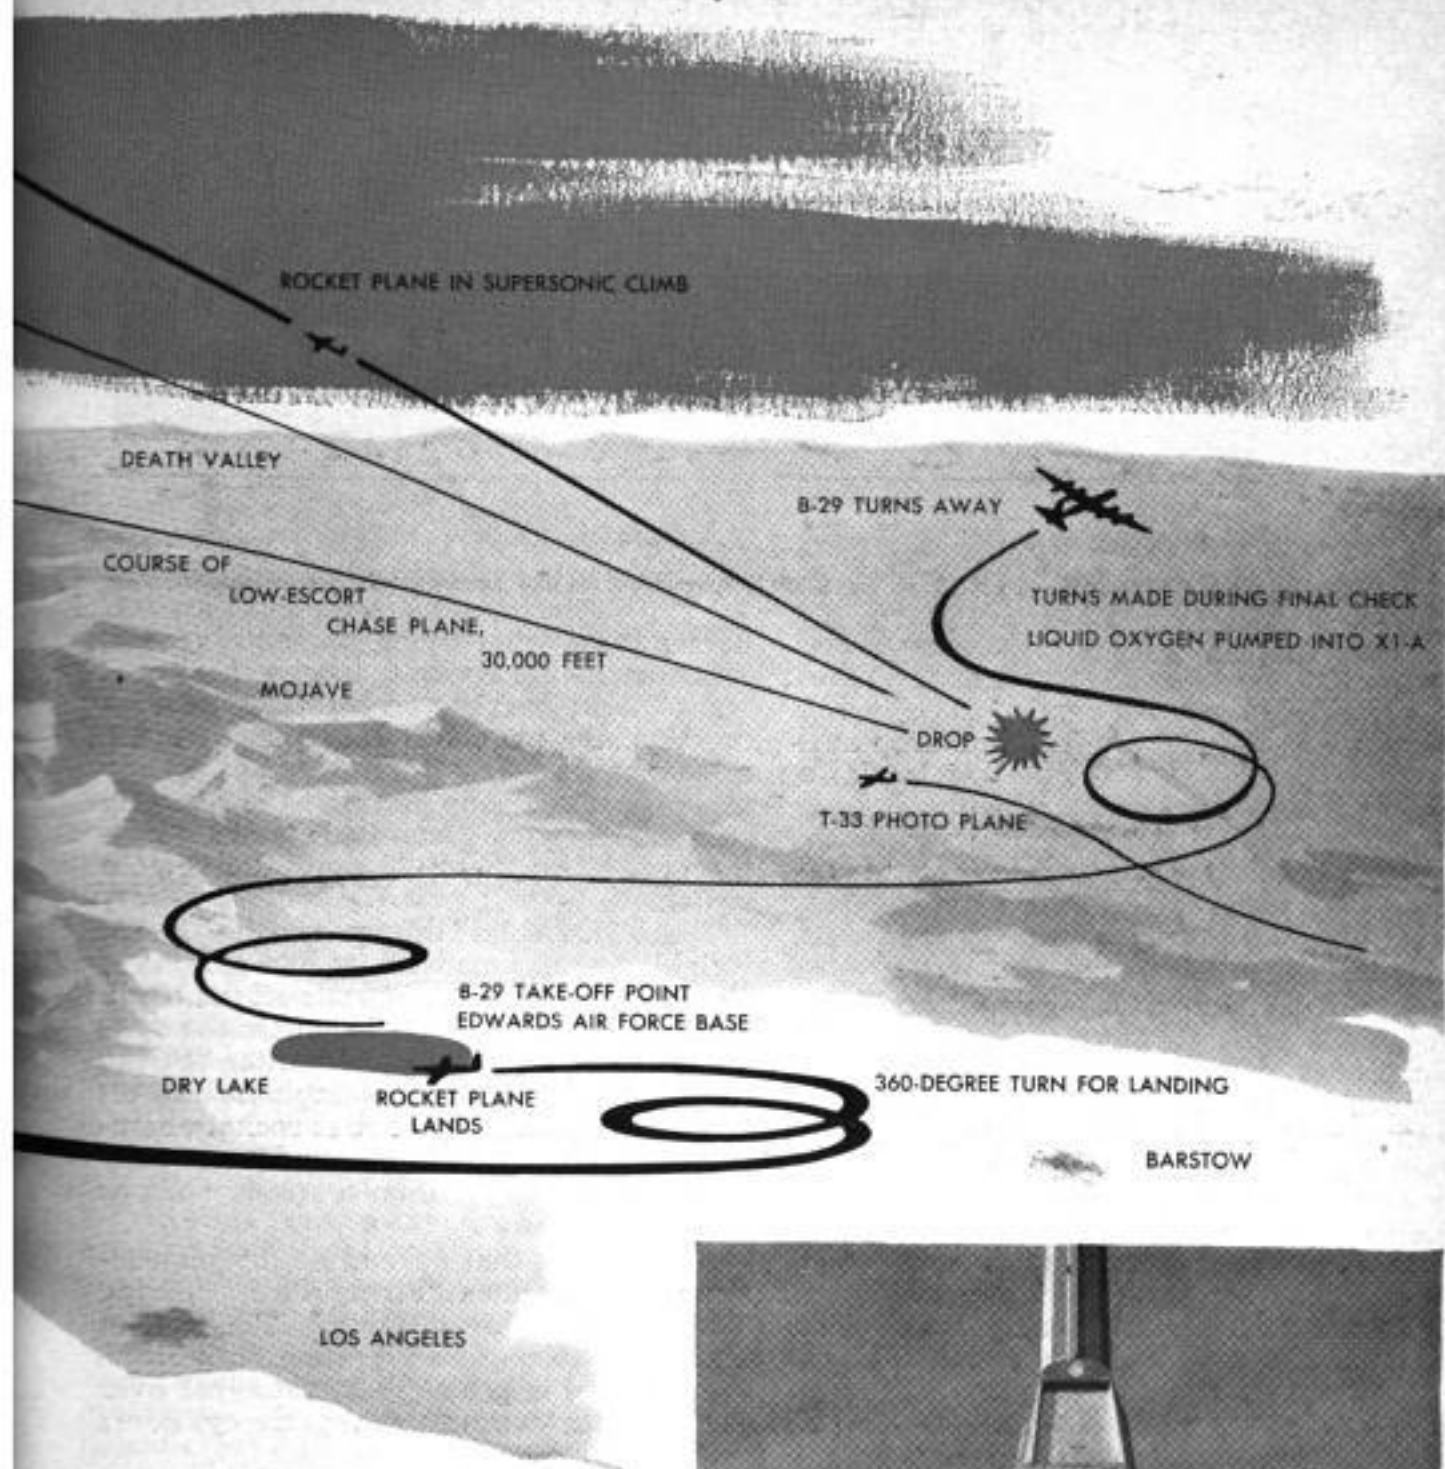 ROCKET PLANE IN SUPERSONIC CLIMB
DEATH VALLEY
B-29 TURNS AWAY
COURSE OF
LOW-ESCORT
CHASE PLANE,
30,000 FEET
TURNS MADE DURING FINAL CHECK
LIQUID OXYGEN PUMPED INTO X1-A
MOJAVE
DROP
T-33 PHOTO PLANE
B-29 TAKE-OFF POINT
EDWARDS AIR FORCE BASE
DRY LAKE
ROCKET PLANE
LANDS
360-DEGREE TURN FOR LANDING
BARSTOW
LOS ANGELES